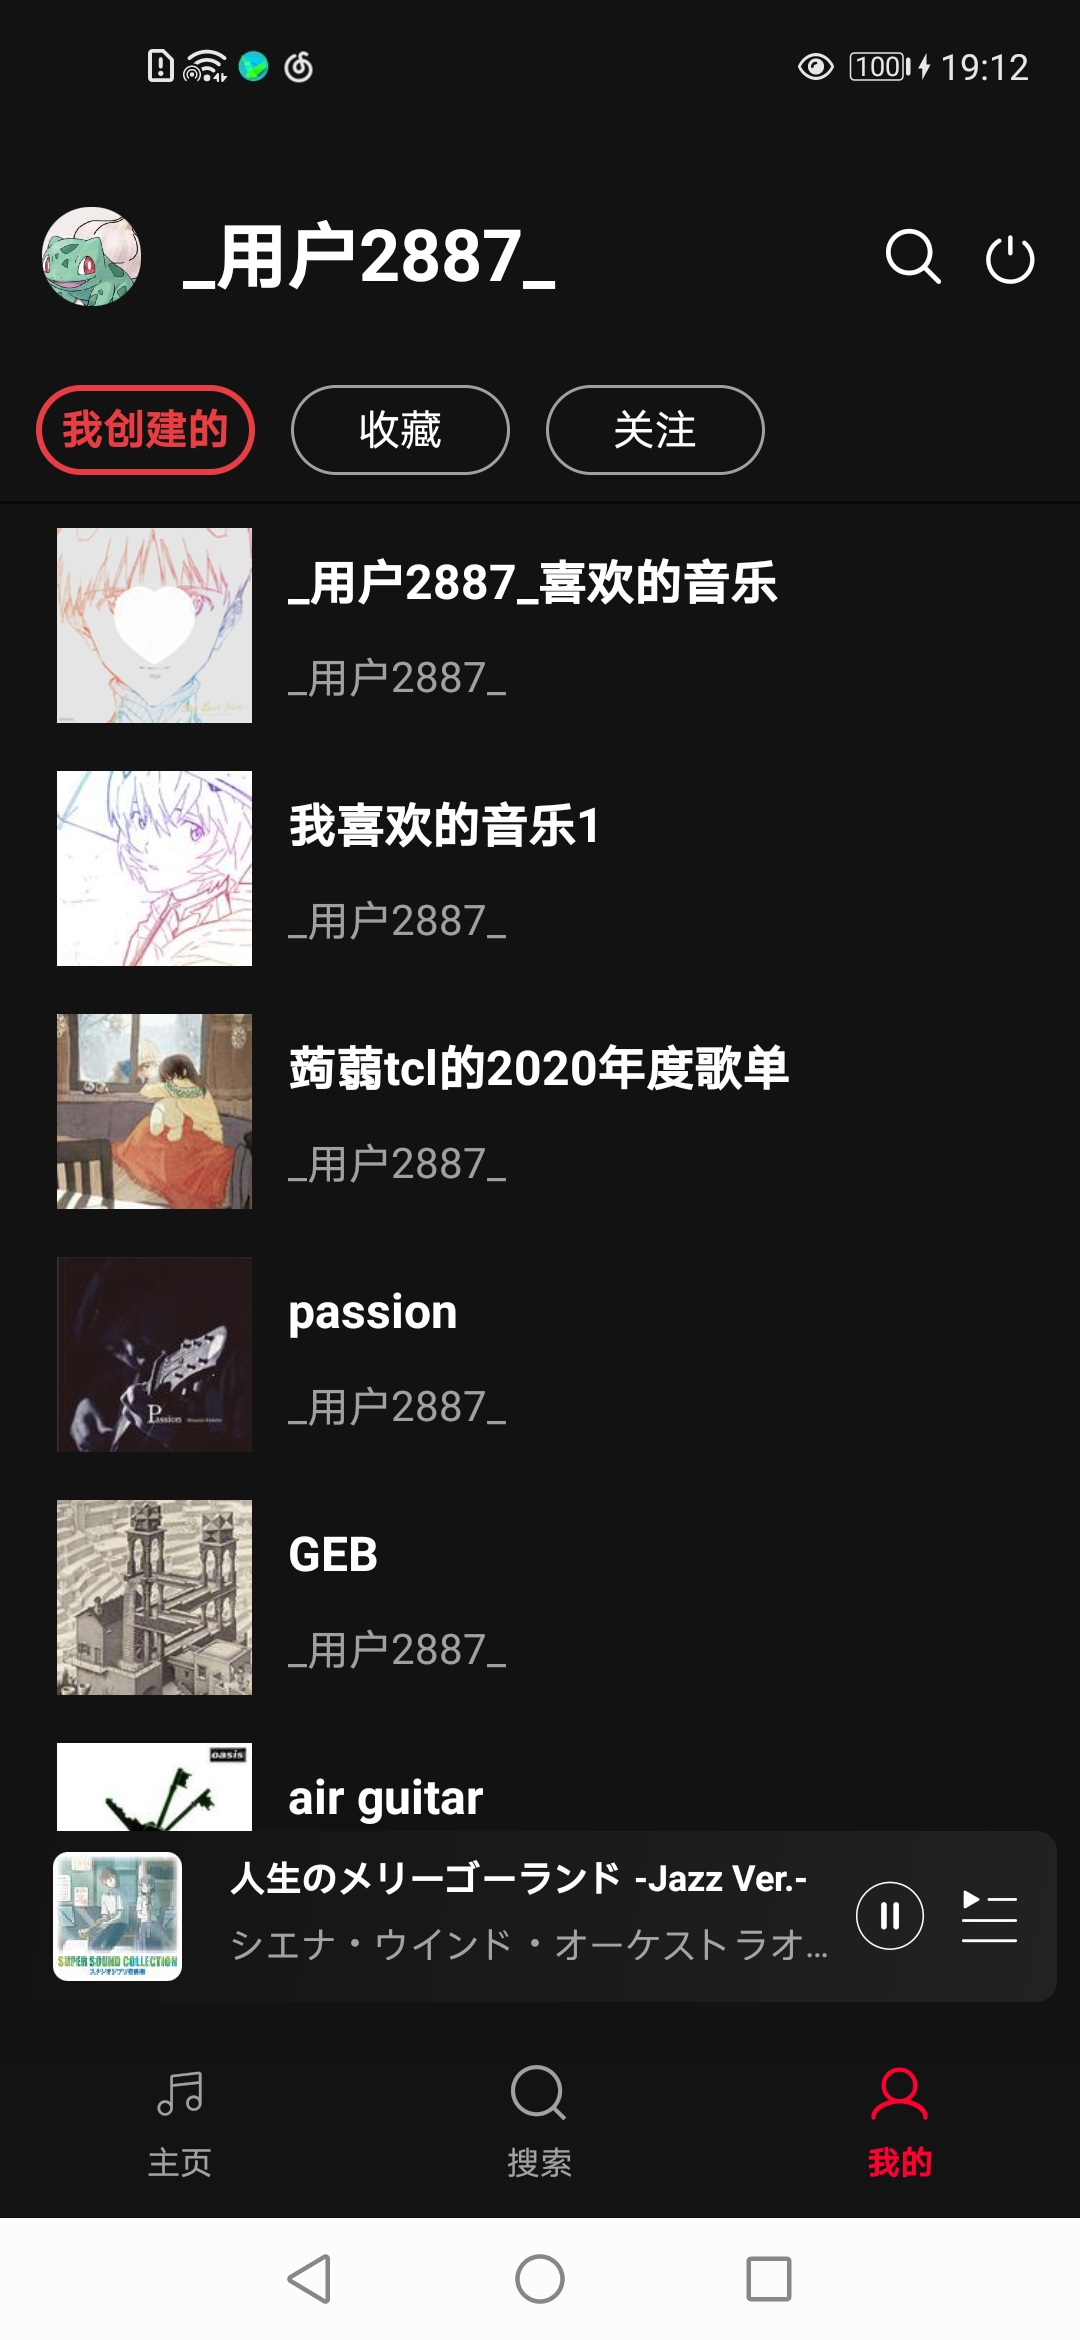 100 19:12
_用户2887_
我创建的 收藏 关注
_用户2887_喜欢的音乐
_用户2887_
我喜欢的音乐1
_用户2887_
蒟蒻tcl的2020年度歌单
_用户2887_
passion
_用户2887_
Passion
GEB
_用户2887_
oasis
air guitar
人生のメリーゴーランド -Jazz Ver.-
シエナ・ウインド・オーケストラオ...
SUPER SOUND COLLECTION
主页 搜索 我的